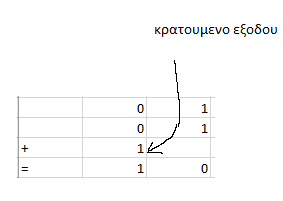 κρατουμενο εξοδου
0 1
0 1
+ 1
= 1 0